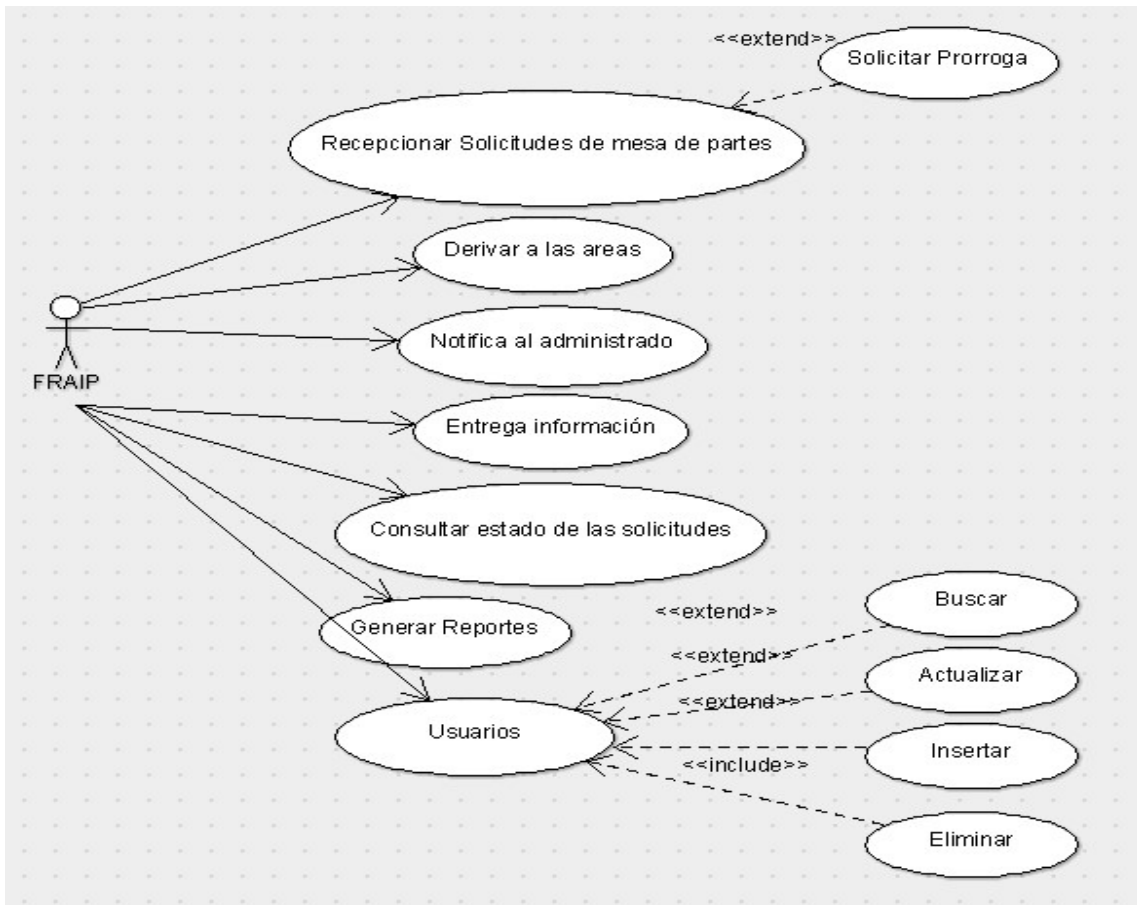 <<extend>>
Solicitar Prorroga
Recepcionar Solicitudes de mesa de partes
Derivar a las areas
Notifica al administrado
FRAIP
Entrega información
Consultar estado de las solicitudes
Generar Reportes
Usuarios
<<extend>>
Buscar
<<extend>>
Actualizar
<<extend>>
Insertar
<<include>>
Eliminar